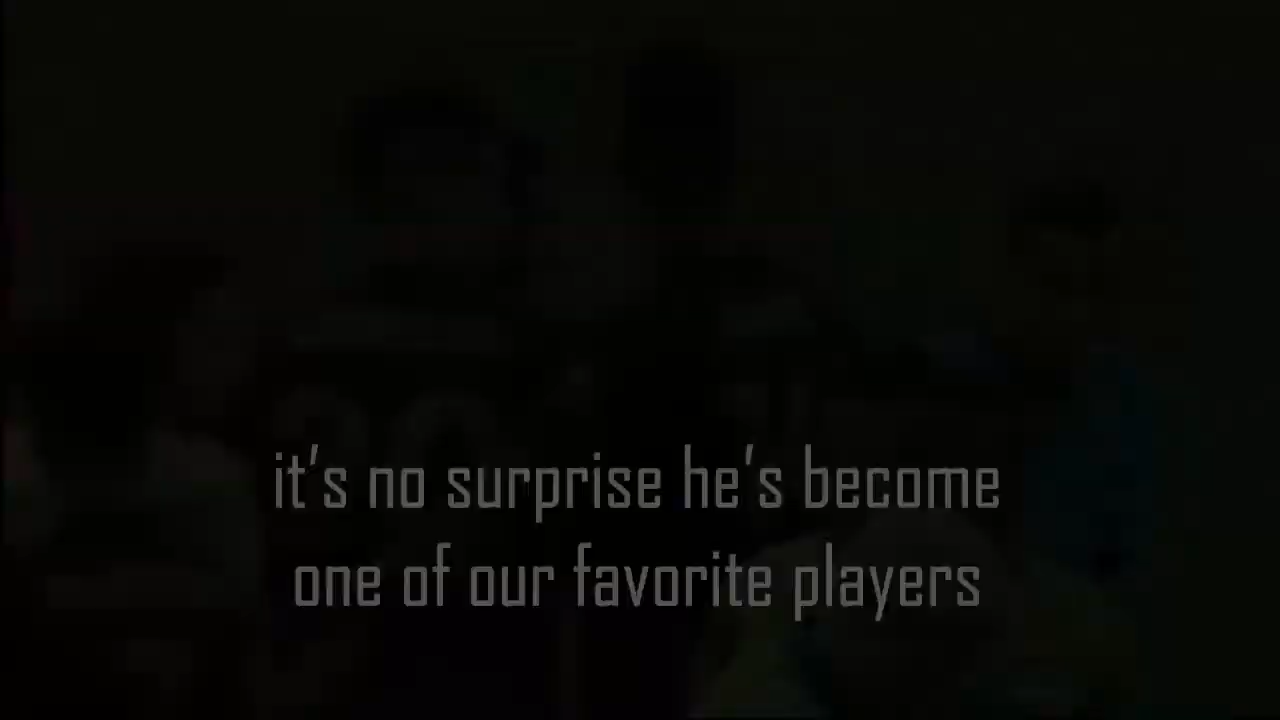 it's no surprise he's become
one of our favorite players